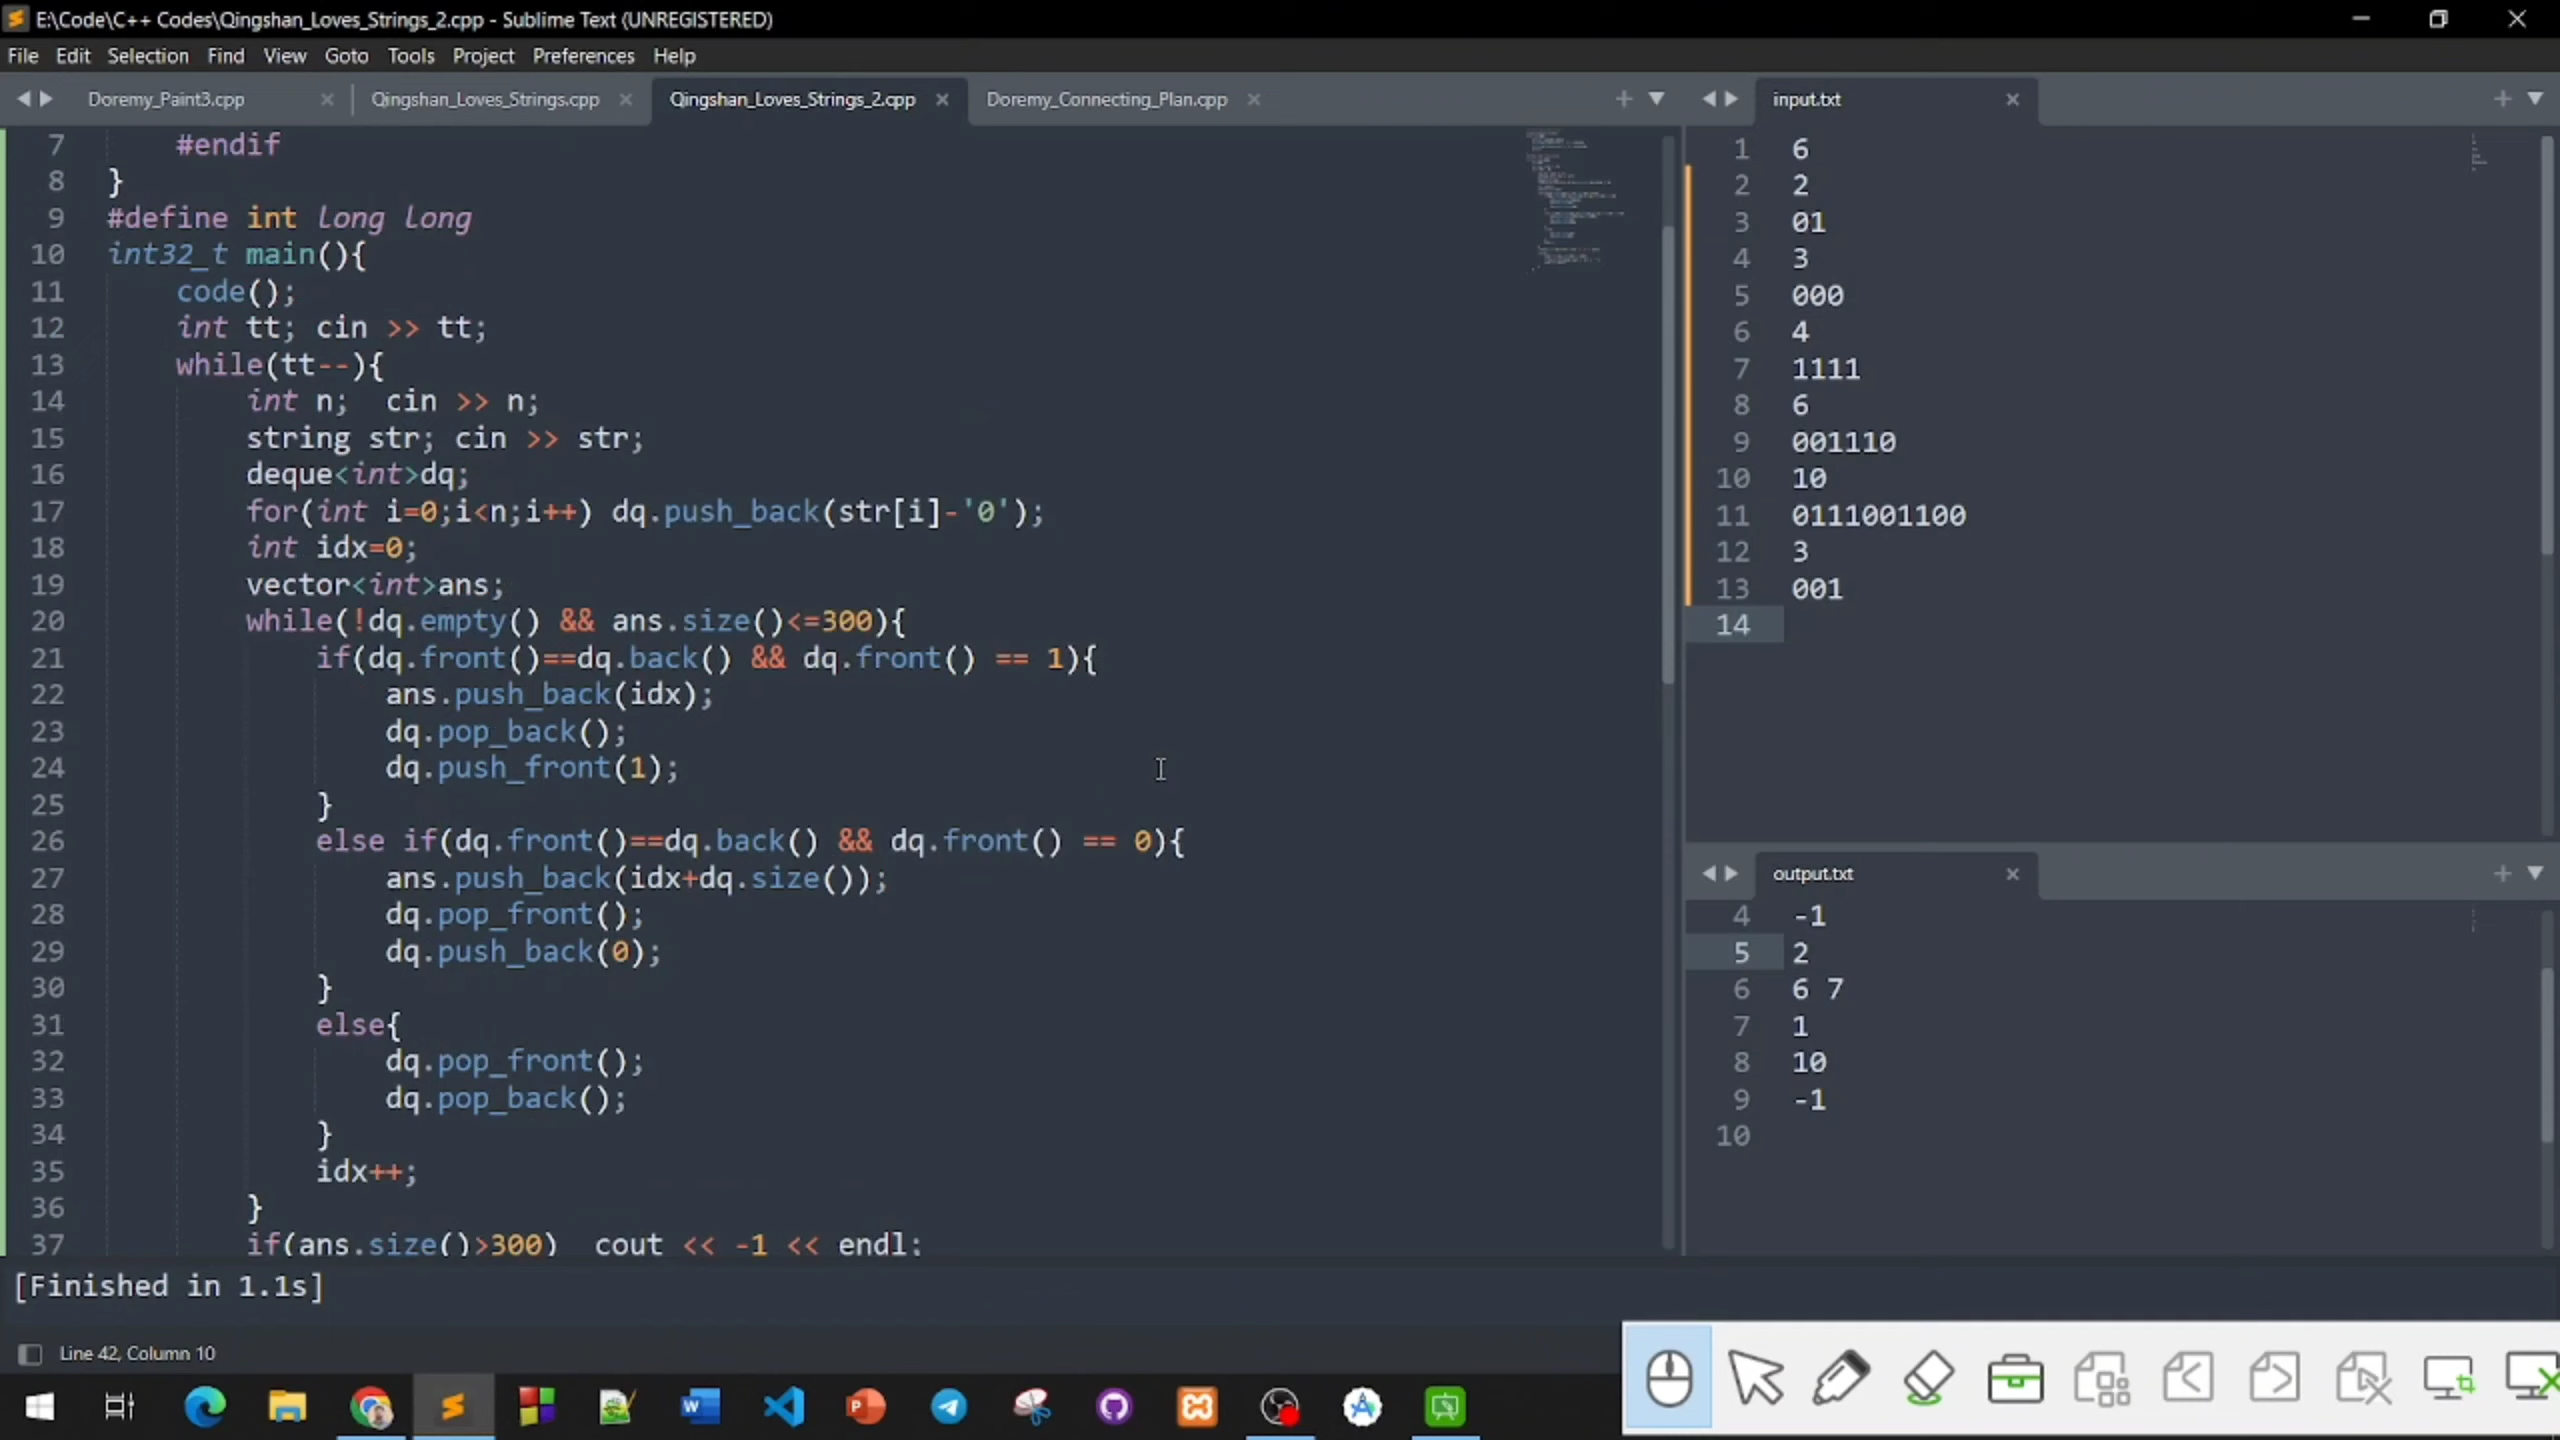 E:\Code\C++ Codes\Qingshan_Loves_Strings_2.cpp - Sublime Text (UNREGISTERED)
File Edit Selection Find View Goto Tools Project Preferences Help
Doremy_Paint3.cpp Qingshan_Loves_Strings.cpp Qingshan_Loves_Strings_2.cpp Doremy_Connecting_Plan.cpp
7 #endif
8 }
9 #define int long long
10 int32_t main(){
11 code();
12 int tt; cin >> tt;
13 while(tt--){
14 int n;  cin >> n;
15 string str; cin >> str;
16 deque<int>dq;
17 for(int i=0;i<n;i++) dq.push_back(str[i]-'0');
18 int idx=0;
19 vector<int>ans;
20 while(!dq.empty() && ans.size()<=300){
21 if(dq.front()==dq.back() && dq.front() == 1){
22 ans.push_back(idx);
23 dq.pop_back();
24 dq.push_front(1);
25 }
26 else if(dq.front()==dq.back() && dq.front() == 0){
27 ans.push_back(idx+dq.size());
28 dq.pop_front();
29 dq.push_back(0);
30 }
31 else{
32 dq.pop_front();
33 dq.pop_back();
34 }
35 idx++;
36 }
37 if(ans.size()>300)  cout << -1 << endl;
input.txt
1 6
2 2
3 01
4 3
5 000
6 4
7 1111
8 6
9 001110
10 10
11 0111001100
12 3
13 001
14
output.txt
4 -1
5 2
6 6 7
7 1
8 10
9 -1
10
[Finished in 1.1s]
Line 42, Column 10